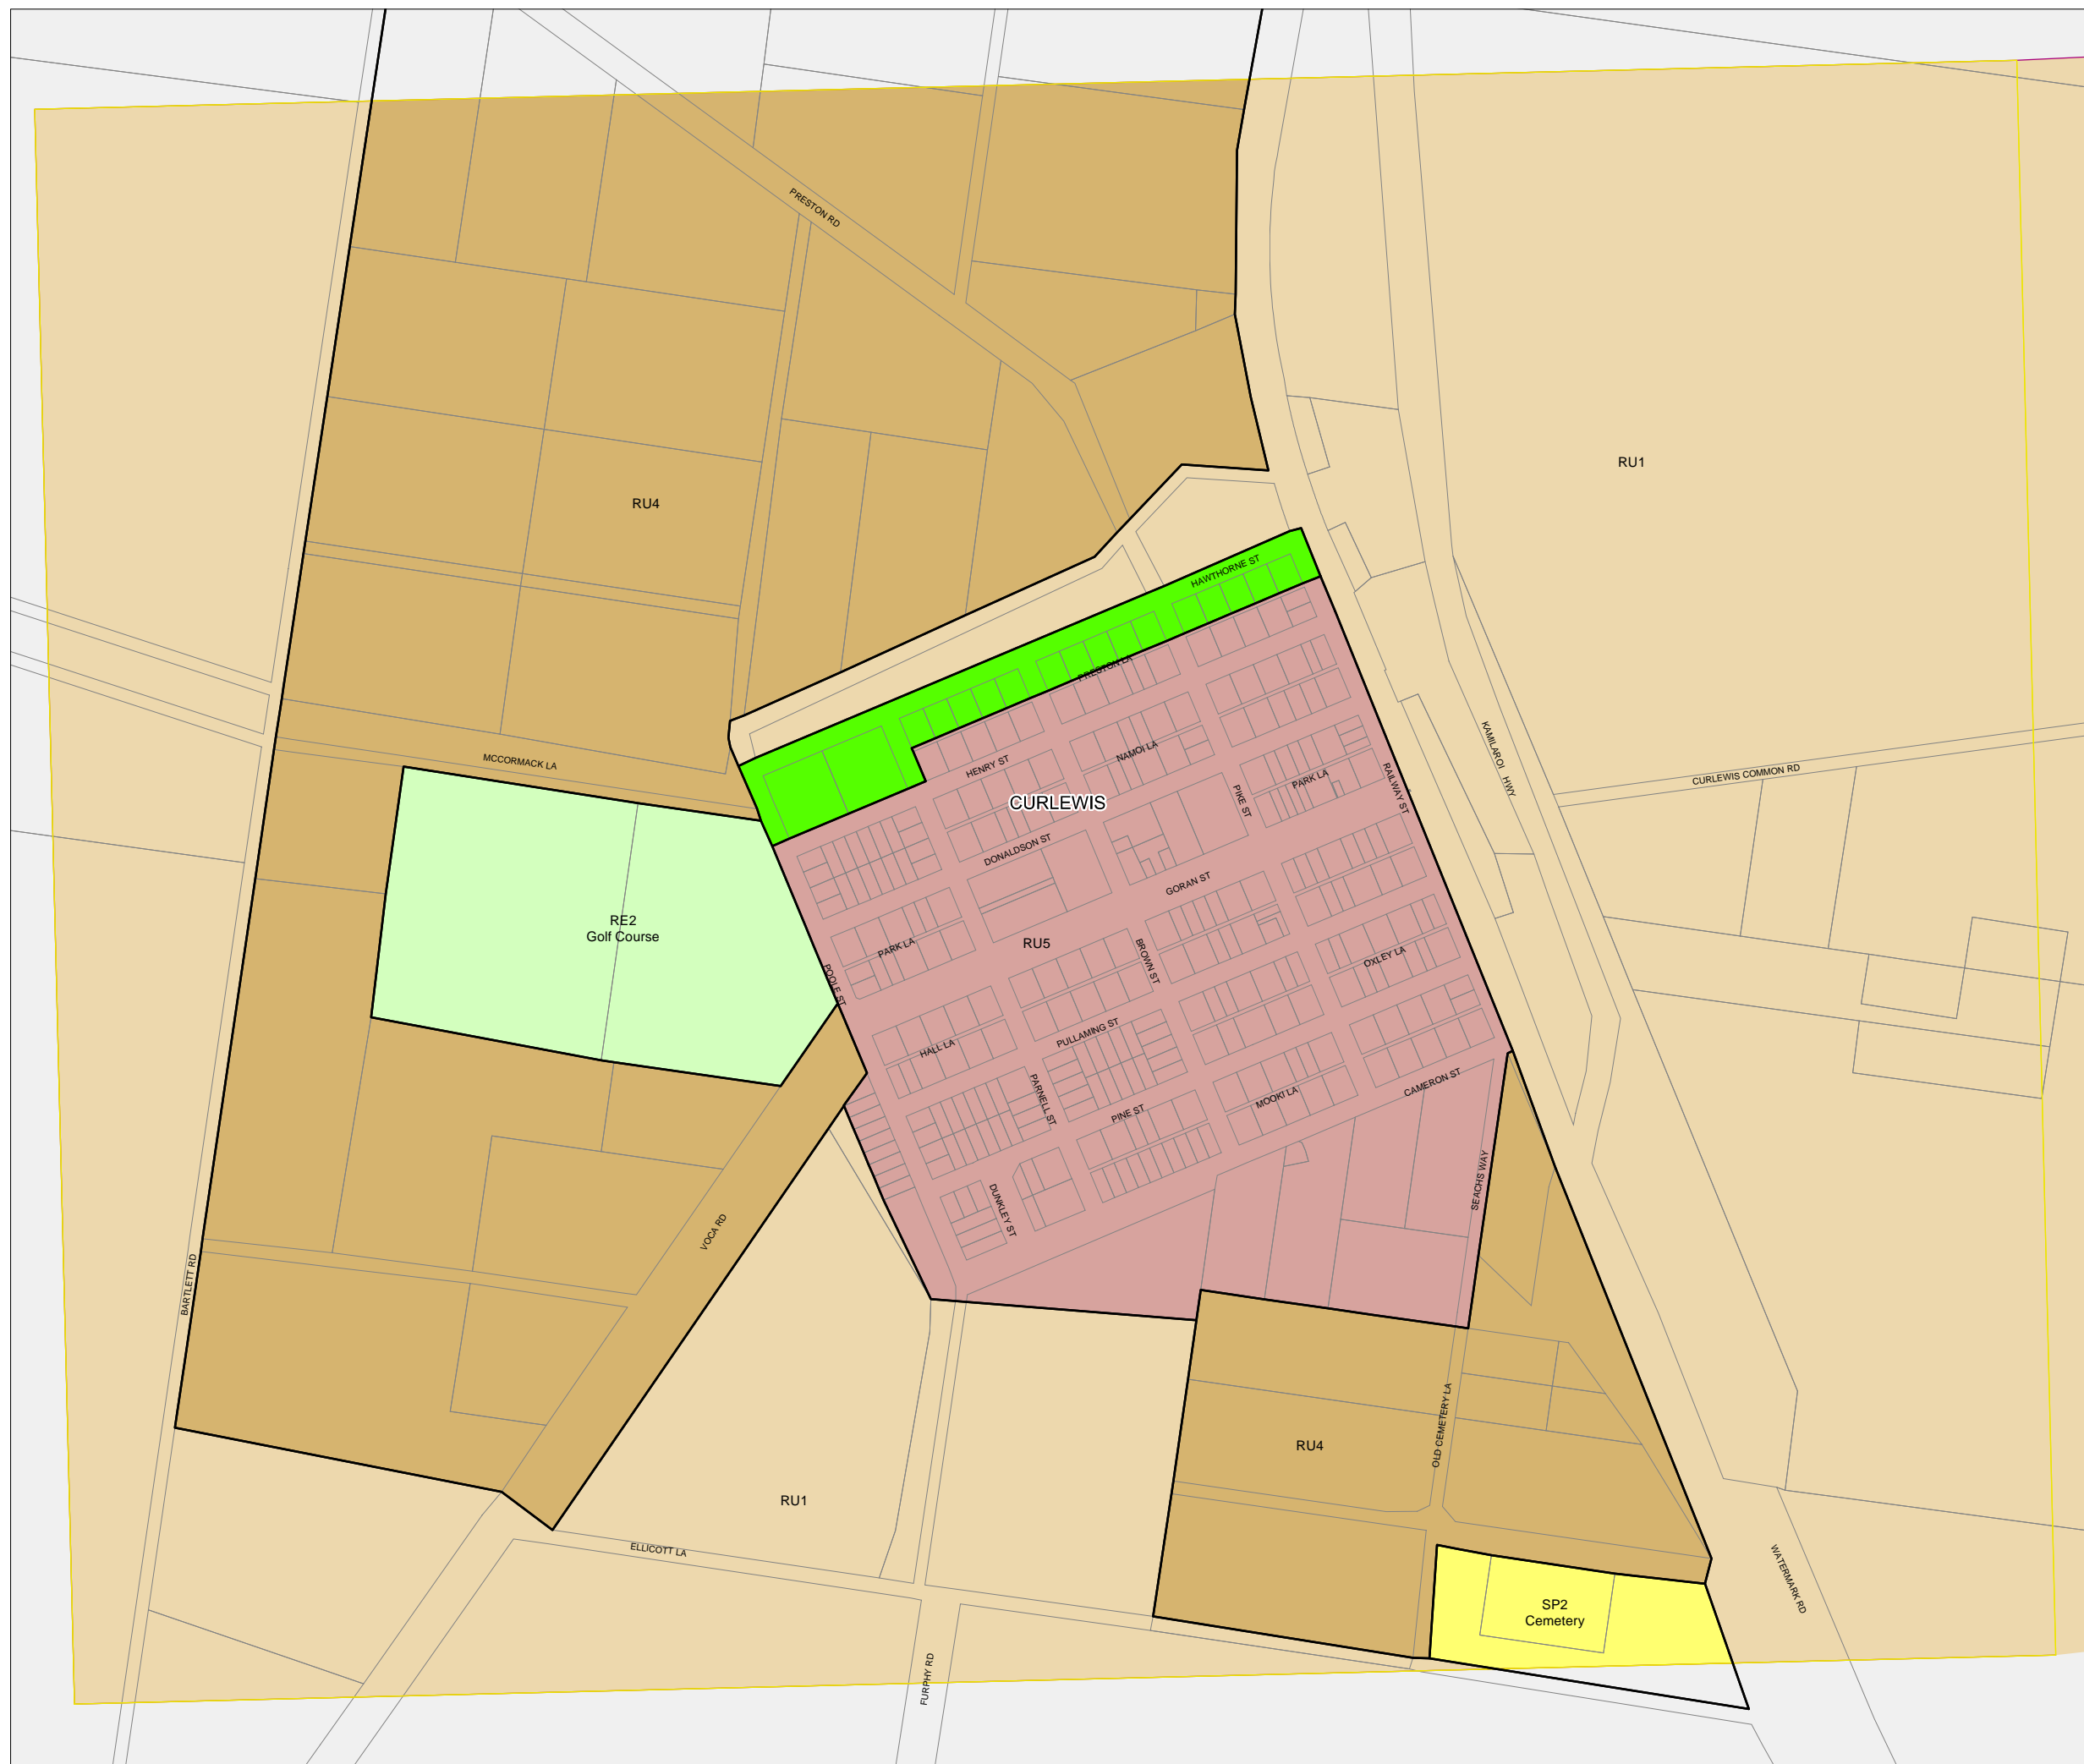 PRESTON RD
RU1
RU4
HAWTHORNE ST
PRESTON LA
HENRY ST
NAMOI LA
KAMILAROI HWY
MCCORMACK LA
CURLEWIS COMMON RD
PARK LA
RAILWAY ST
PIKE ST
CURLEWIS
DONALDSON ST
GORAN ST
RE2
Golf Course
PARK LA
RU5
BROWN ST
OXLEY LA
POOLE ST
PULLAMING ST
HALL LA
PARNELL ST
PINE ST
MOOKI LA
CAMERON ST
SEACHS WAY
DUNKLEY ST
VOCA RD
BARTLETT RD
OLD CEMETERY LA
RU4
RU1
ELLICOTT LA
WATERMARK RD
SP2
Cemetery
FURPHY RD